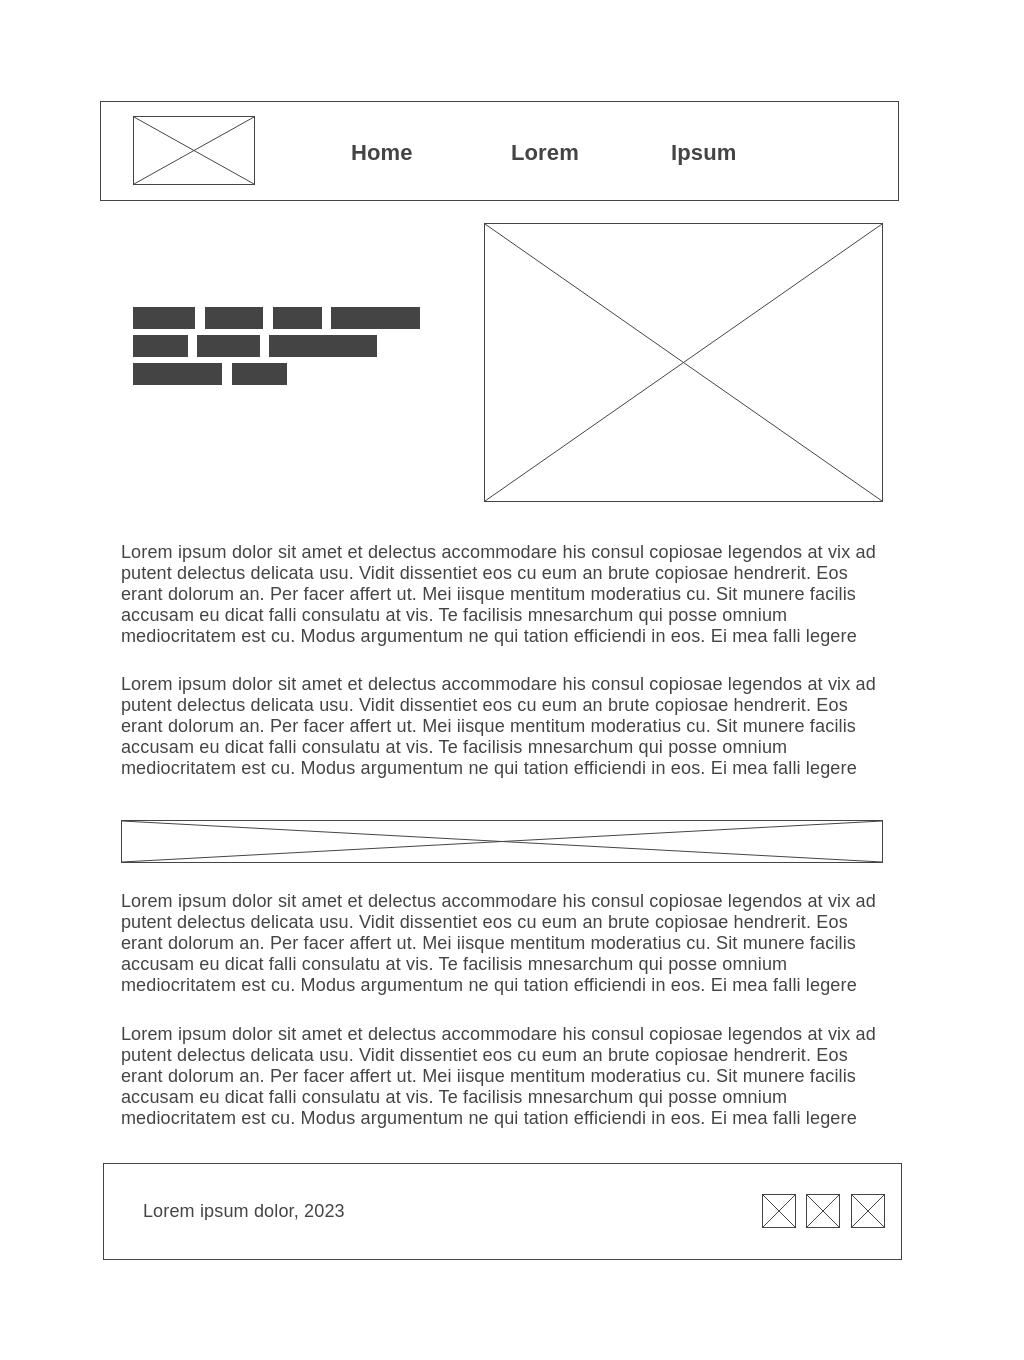 Home Lorem Ipsum
Lorem ipsum dolor sit amet et delectus accommodare his consul copiosae legendos at vix ad
putent delectus delicata usu. Vidit dissentiet eos cu eum an brute copiosae hendrerit. Eos
erant dolorum an. Per facer affert ut. Mei iisque mentitum moderatius cu. Sit munere facilis
accusam eu dicat falli consulatu at vis. Te facilisis mnesarchum qui posse omnium
mediocritatem est cu. Modus argumentum ne qui tation efficiendi in eos. Ei mea falli legere
Lorem ipsum dolor sit amet et delectus accommodare his consul copiosae legendos at vix ad
putent delectus delicata usu. Vidit dissentiet eos cu eum an brute copiosae hendrerit. Eos
erant dolorum an. Per facer affert ut. Mei iisque mentitum moderatius cu. Sit munere facilis
accusam eu dicat falli consulatu at vis. Te facilisis mnesarchum qui posse omnium
mediocritatem est cu. Modus argumentum ne qui tation efficiendi in eos. Ei mea falli legere
Lorem ipsum dolor sit amet et delectus accommodare his consul copiosae legendos at vix ad
putent delectus delicata usu. Vidit dissentiet eos cu eum an brute copiosae hendrerit. Eos
erant dolorum an. Per facer affert ut. Mei iisque mentitum moderatius cu. Sit munere facilis
accusam eu dicat falli consulatu at vis. Te facilisis mnesarchum qui posse omnium
mediocritatem est cu. Modus argumentum ne qui tation efficiendi in eos. Ei mea falli legere
Lorem ipsum dolor sit amet et delectus accommodare his consul copiosae legendos at vix ad
putent delectus delicata usu. Vidit dissentiet eos cu eum an brute copiosae hendrerit. Eos
erant dolorum an. Per facer affert ut. Mei iisque mentitum moderatius cu. Sit munere facilis
accusam eu dicat falli consulatu at vis. Te facilisis mnesarchum qui posse omnium
mediocritatem est cu. Modus argumentum ne qui tation efficiendi in eos. Ei mea falli legere
Lorem ipsum dolor, 2023